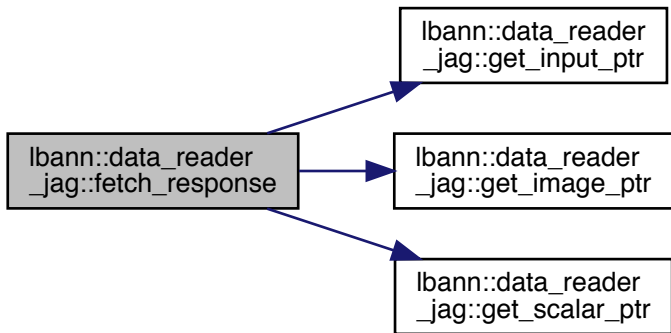 lbann::data_reader
_jag::get_input_ptr
lbann::data_reader
_jag::fetch_response
lbann::data_reader
_jag::get_image_ptr
lbann::data_reader
_jag::get_scalar_ptr